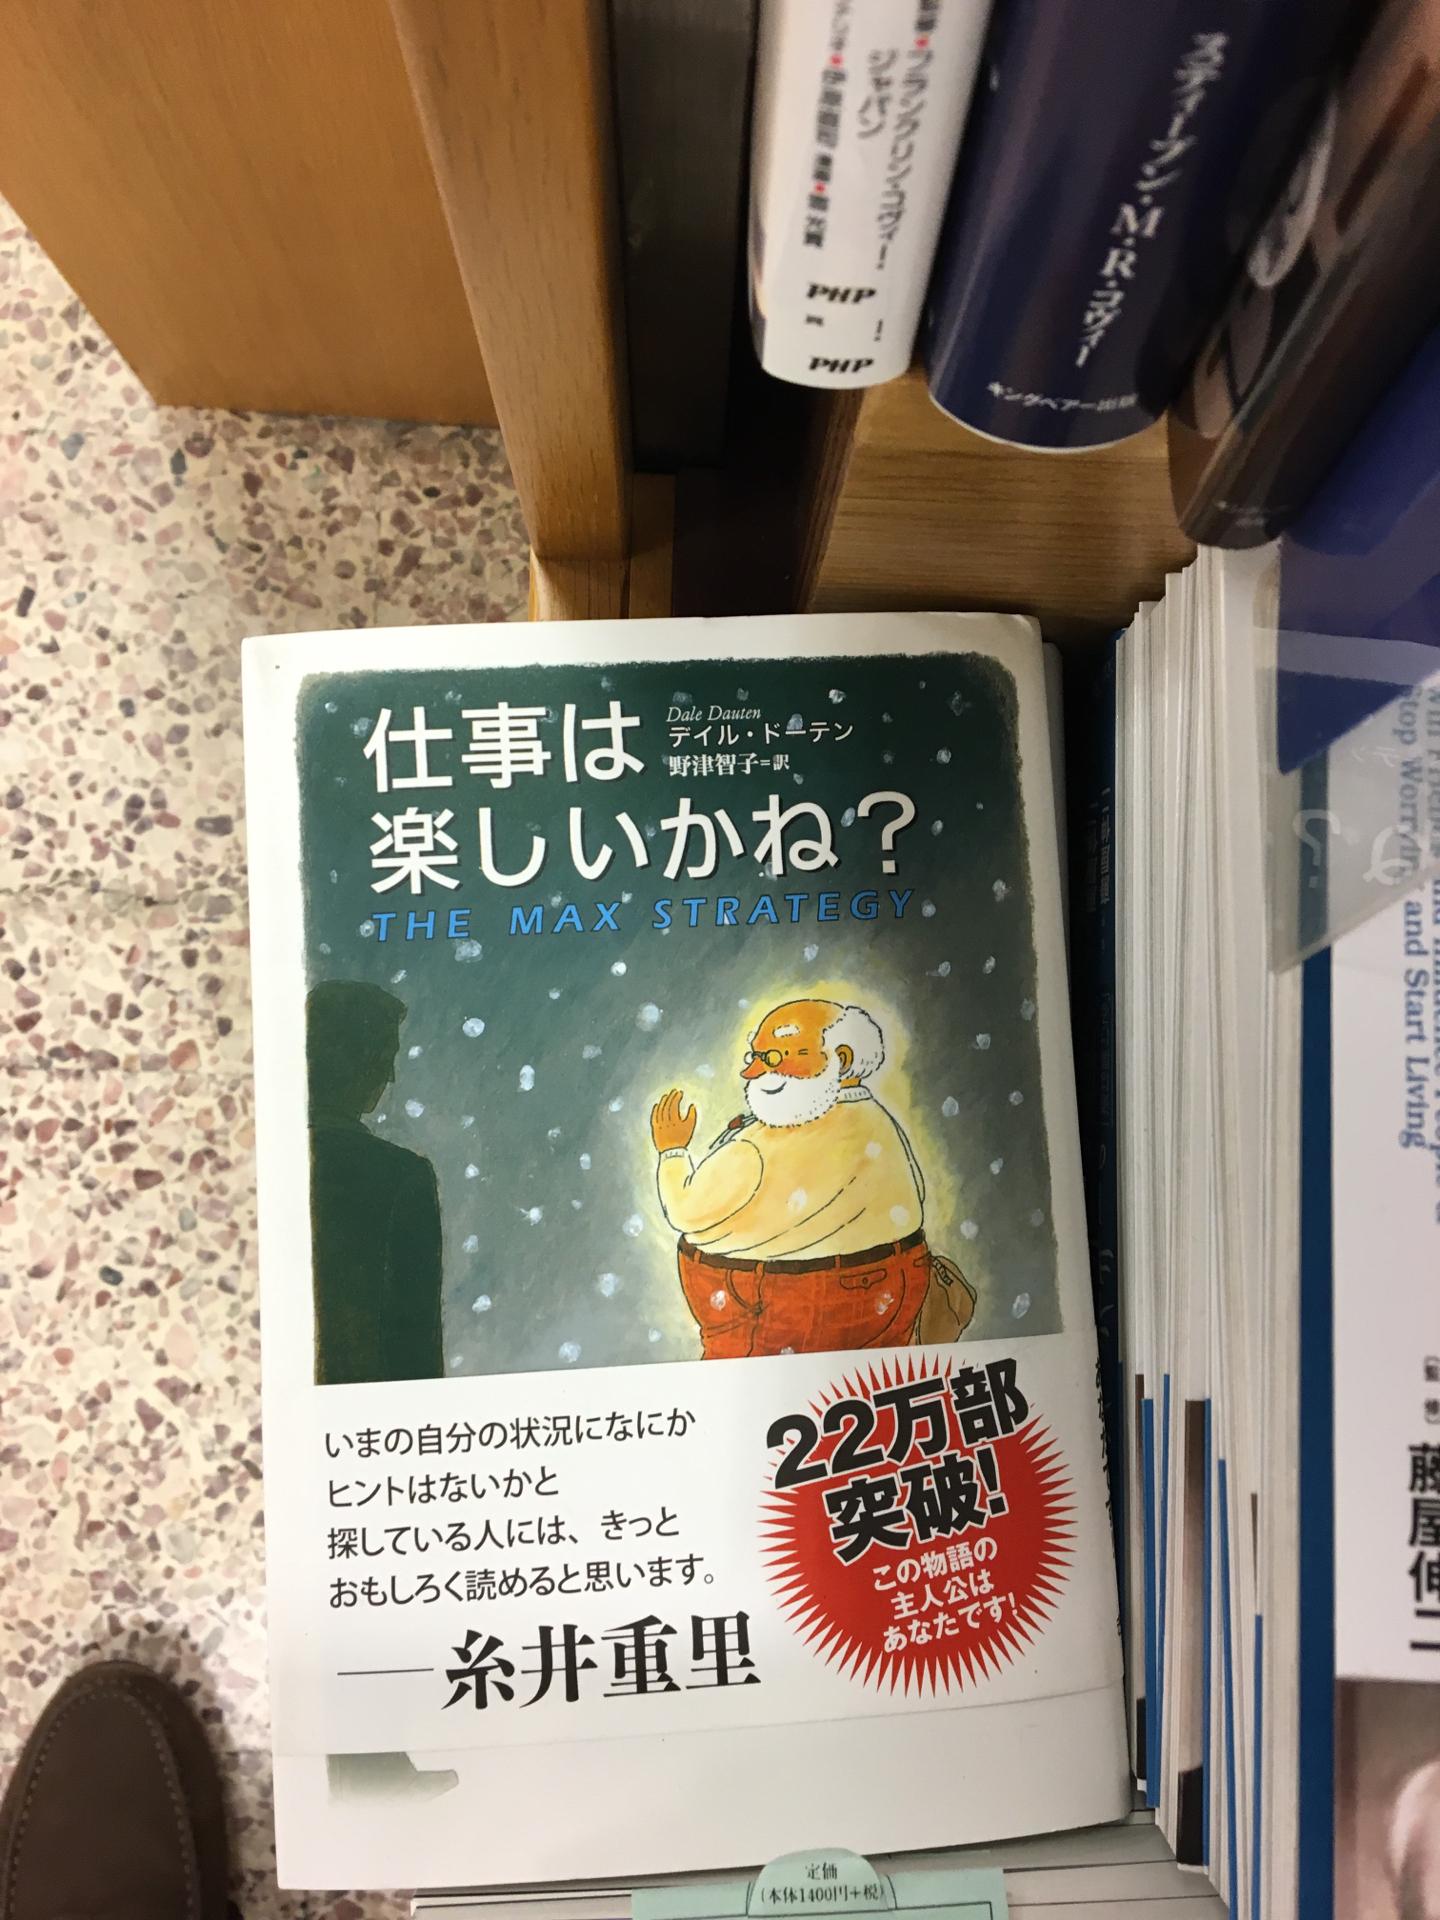 フランクリン・コヴィー・
ジャパン
PHP
PHP
スティーブン・M・R・コヴィー
キングベアー出版
仕事は
楽しいかね?
Dale Dauten
デイル・ドーテン
野津智子=訳
THE MAX STRATEGY
いまの自分の状況になにか
ヒントはないかと
探している人には、きっと
おもしろく読めると思います。
──糸井重里
22万部
突破!
この物語の
主人公は
あなたです!
定価
(本体1400円+税)
Stop Worrying and Start Living
藤屋伸二